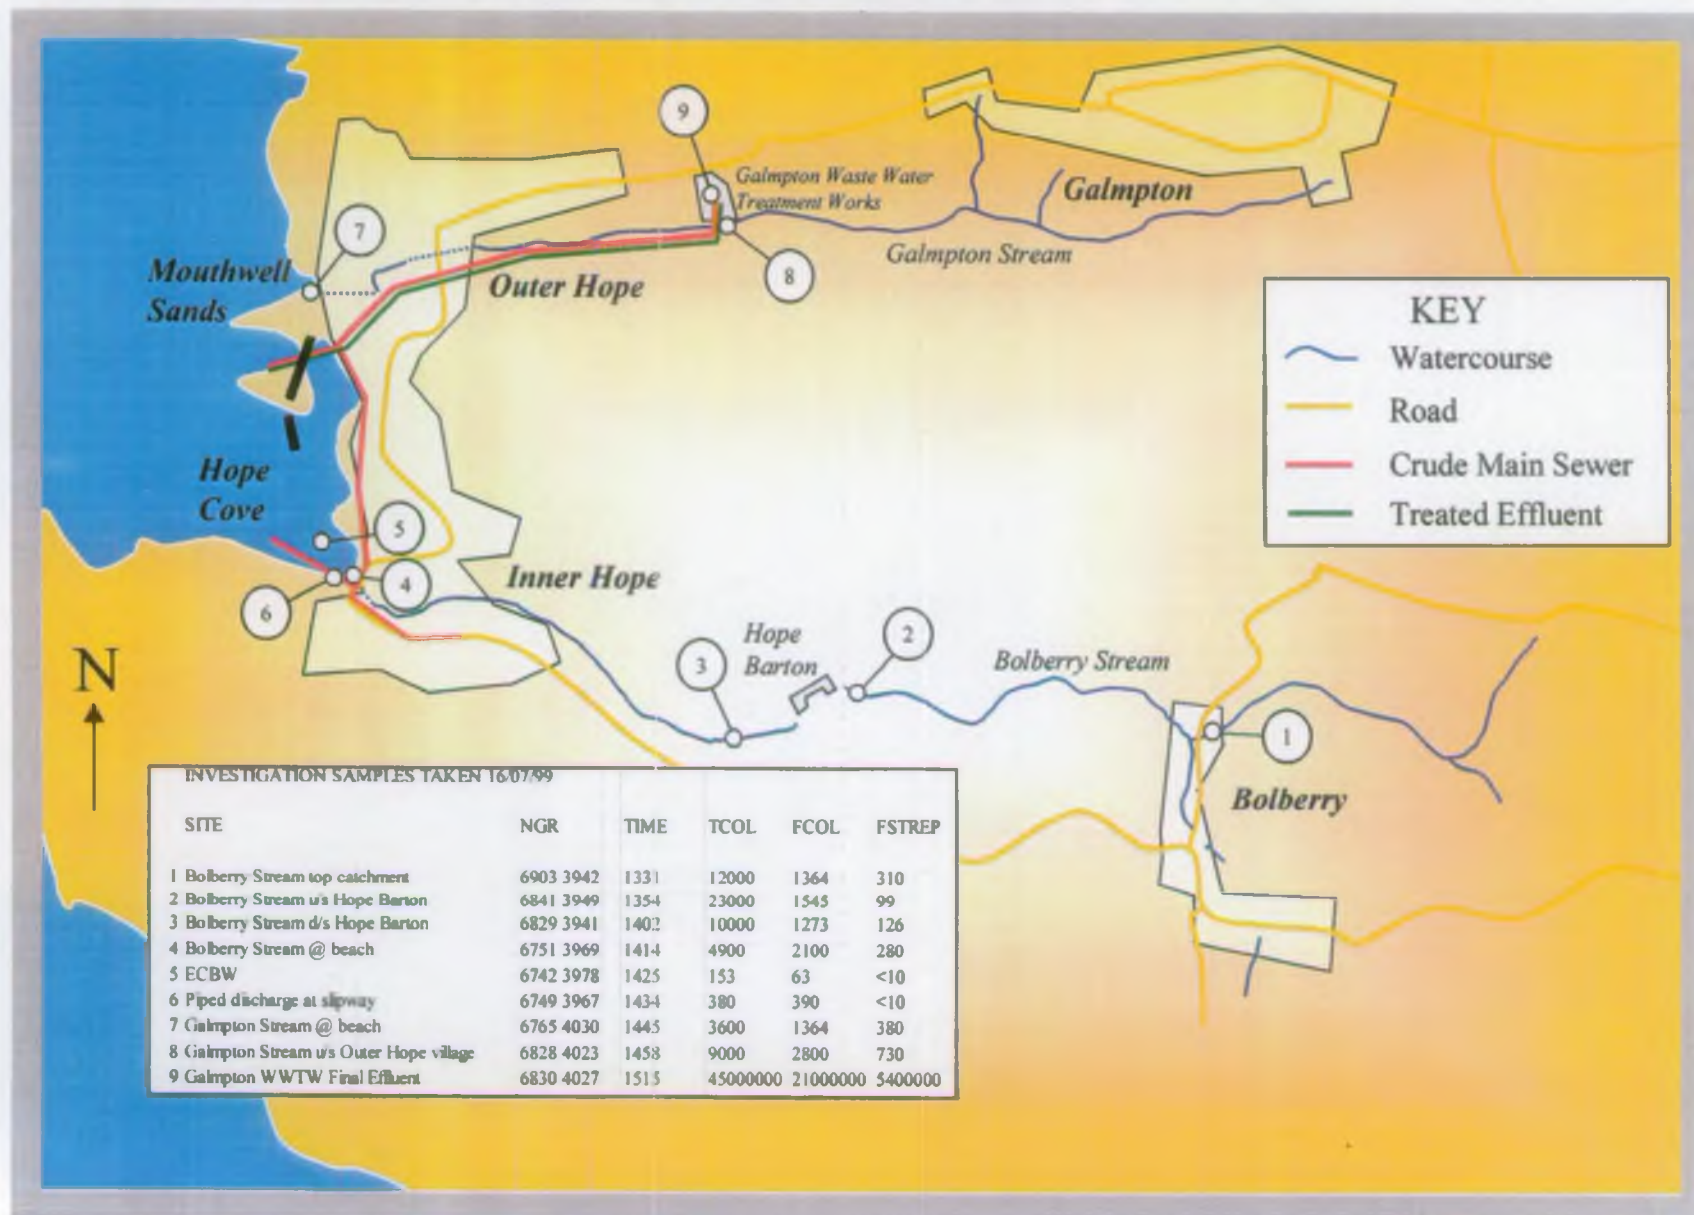 9
Galmpton Waste Water
Treatment Works
Galmpton
7
Galmpton Stream
8
Mouthwell
Sands
Outer Hope
KEY
Watercourse
Road
Crude Main Sewer
Treated Effluent
Hope
Cove
5
4
6
Inner Hope
Hope
Barton
3
2
Bolberry Stream
1
Bolberry
N
INVESTIGATION SAMPLES TAKEN 16/07/99
SITE NGR TIME TCOL FCOL FSTREP
1 Bolberry Stream top catchment 6903 3942 1331 12000 1364 310
2 Bolberry Stream u/s Hope Barton 6841 3949 1354 23000 1545 99
3 Bolberry Stream d/s Hope Barton 6829 3941 1402 10000 1273 126
4 Bolberry Stream @ beach 6751 3969 1414 4900 2100 280
5 ECBW 6742 3978 1425 153 63 <10
6 Piped discharge at slipway 6749 3967 1434 380 390 <10
7 Galmpton Stream @ beach 6765 4030 1445 3600 1364 380
8 Galmpton Stream u/s Outer Hope village 6828 4023 1458 9000 2800 730
9 Galmpton WWTW Final Effluent 6830 4027 1515 45000000 21000000 5400000